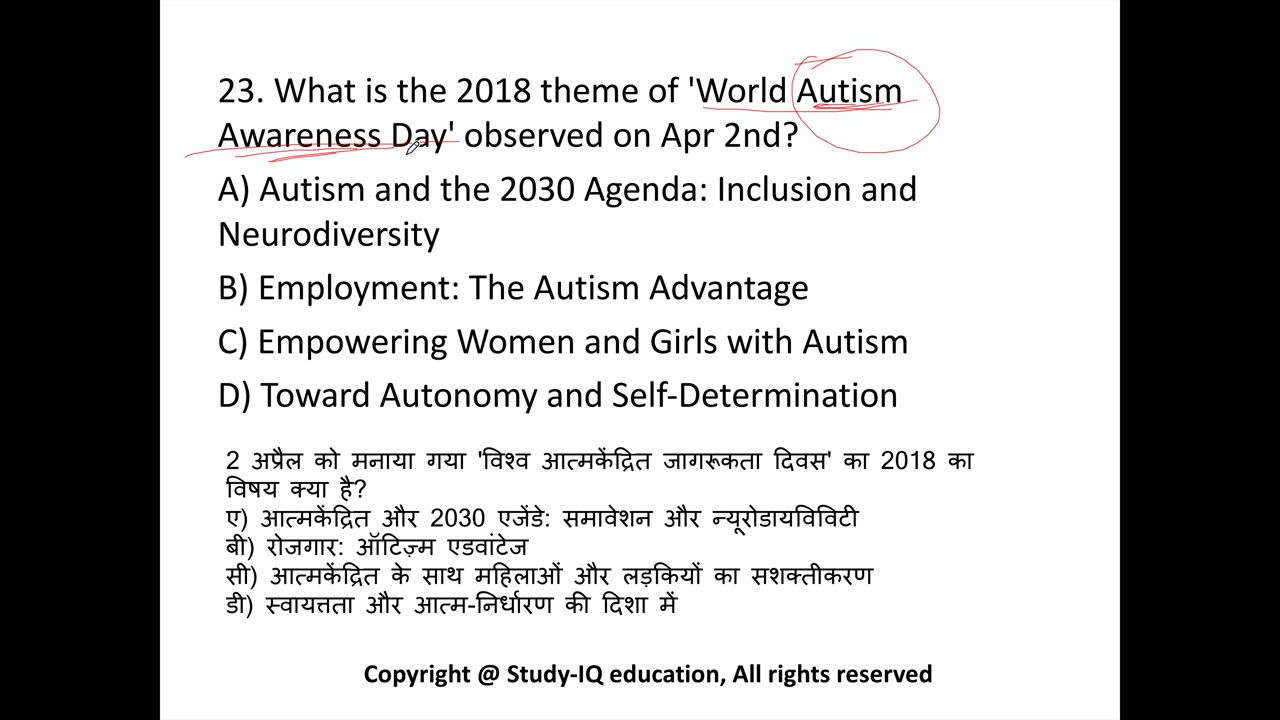 23. What is the 2018 theme of 'World Autism
Awareness Day' observed on Apr 2nd?
A) Autism and the 2030 Agenda: Inclusion and
Neurodiversity
B) Employment: The Autism Advantage
C) Empowering Women and Girls with Autism
D) Toward Autonomy and Self-Determination
2 अप्रैल को मनाया गया 'विश्व आत्मकेंद्रित जागरूकता दिवस' का 2018 का
विषय क्या है?
ए) आत्मकेंद्रित और 2030 एजेंडे: समावेशन और न्यूरोडायविविटी
बी) रोजगार: ऑटिज़्म एडवांटेज
सी) आत्मकेंद्रित के साथ महिलाओं और लड़कियों का सशक्तीकरण
डी) स्वायत्तता और आत्म-निर्धारण की दिशा में
Copyright @ Study-IQ education, All rights reserved